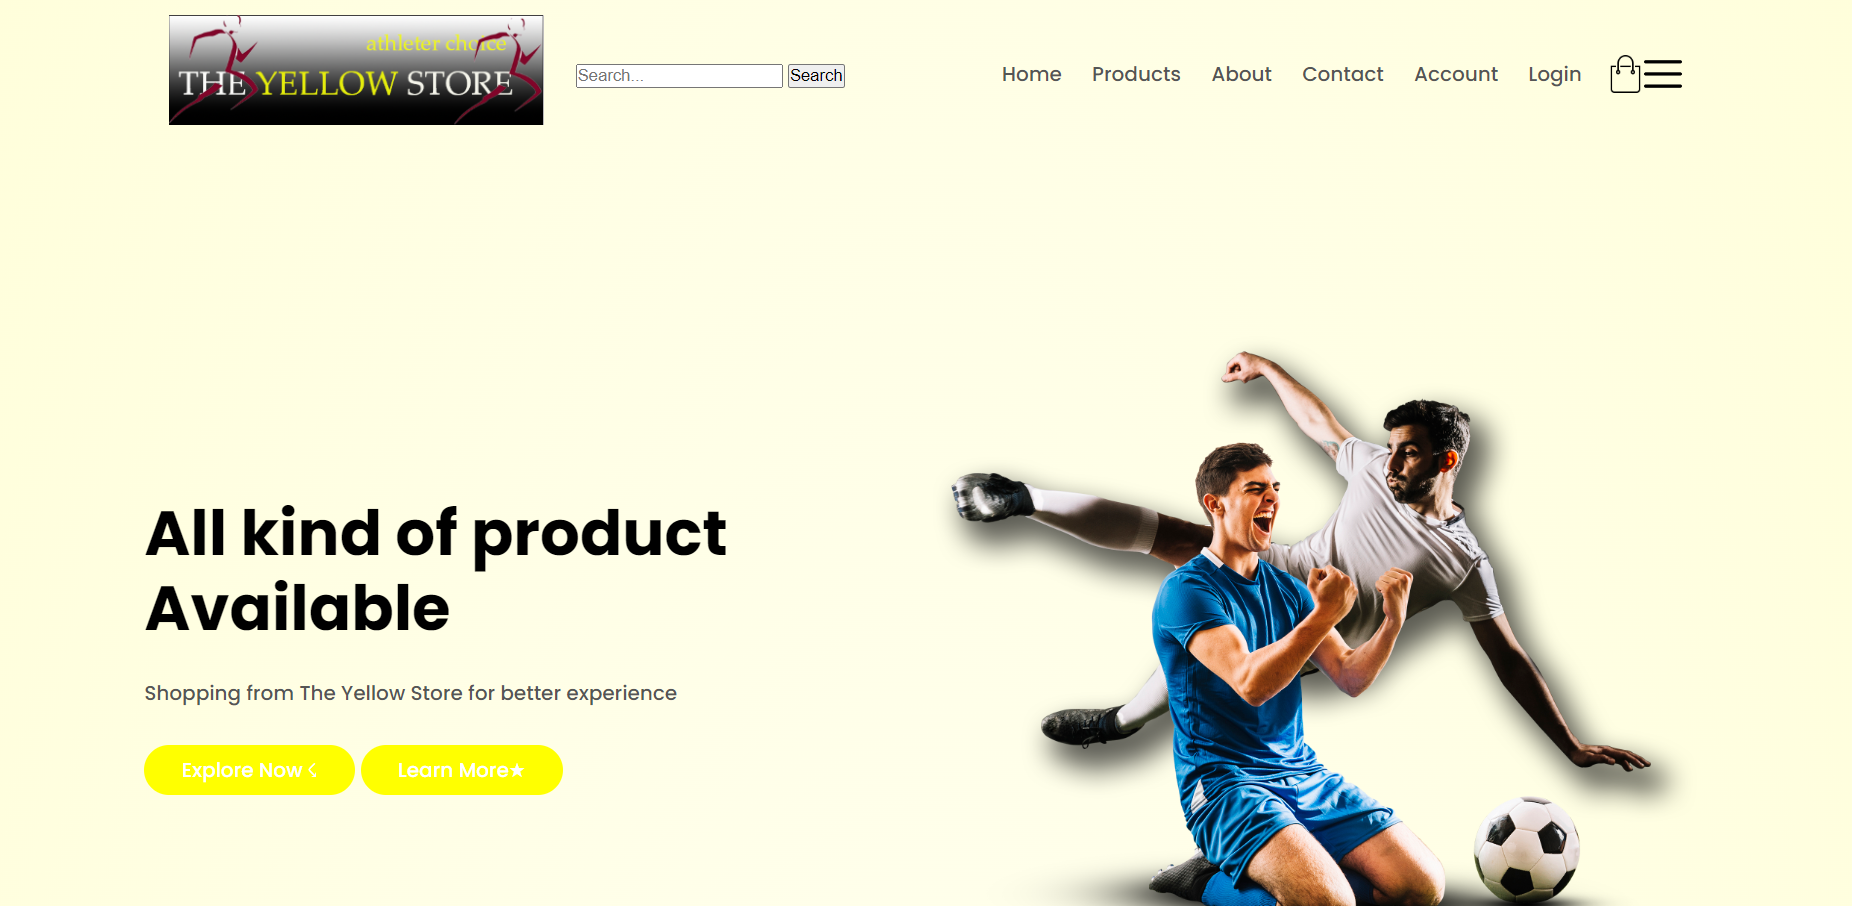 athleter choice
THE YELLOW STORE
Search...
Search
Home
Products
About
Contact
Account
Login
All kind of product
Available
Shopping from The Yellow Store for better experience
Explore Now ☇
Learn More★